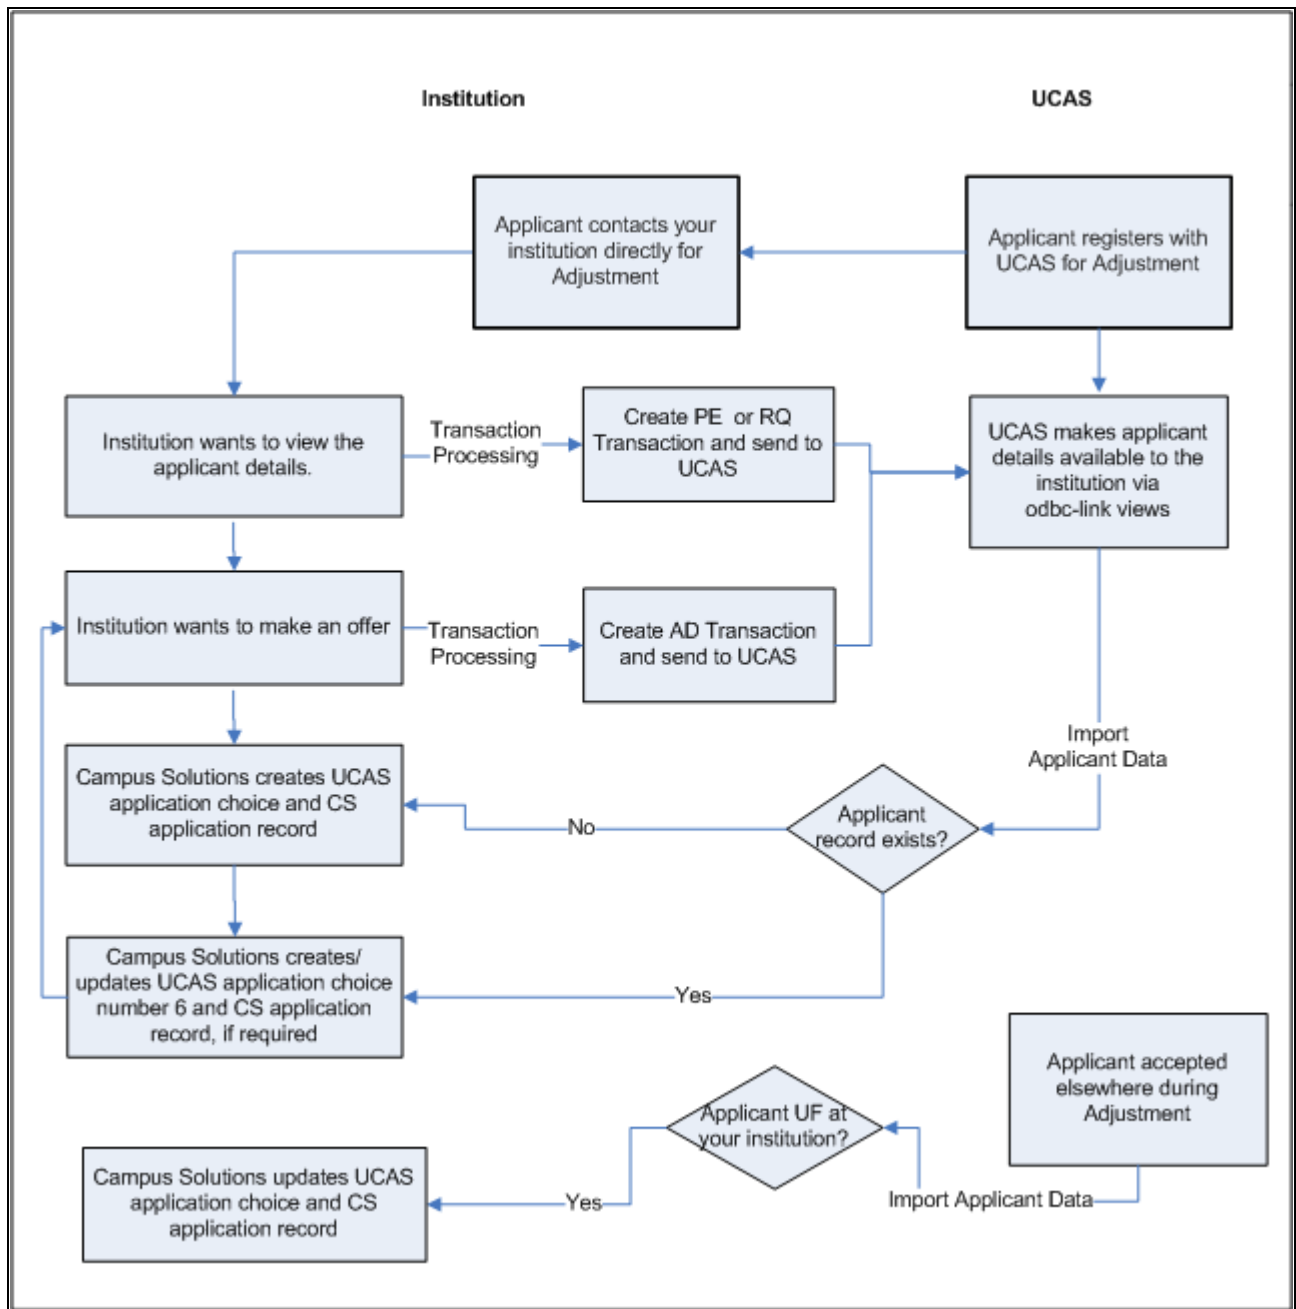 Institution
UCAS
Applicant contacts your
institution directly for
Adjustment
Applicant registers with
UCAS for Adjustment
Institution wants to view the
applicant details.
Transaction
Processing
Create PE or RQ
Transaction and send to
UCAS
UCAS makes applicant
details available to the
institution via
odbc-link views
Institution wants to make an offer
Transaction
Processing
Create AD Transaction
and send to UCAS
Import
Applicant Data
Campus Solutions creates UCAS
application choice and CS
application record
No
Applicant
record exists?
Campus Solutions creates/
updates UCAS application choice
number 6 and CS application
record, if required
Yes
Applicant accepted
elsewhere during
Adjustment
Applicant UF at
your institution?
Import Applicant Data
Yes
Campus Solutions updates UCAS
application choice and CS
application record